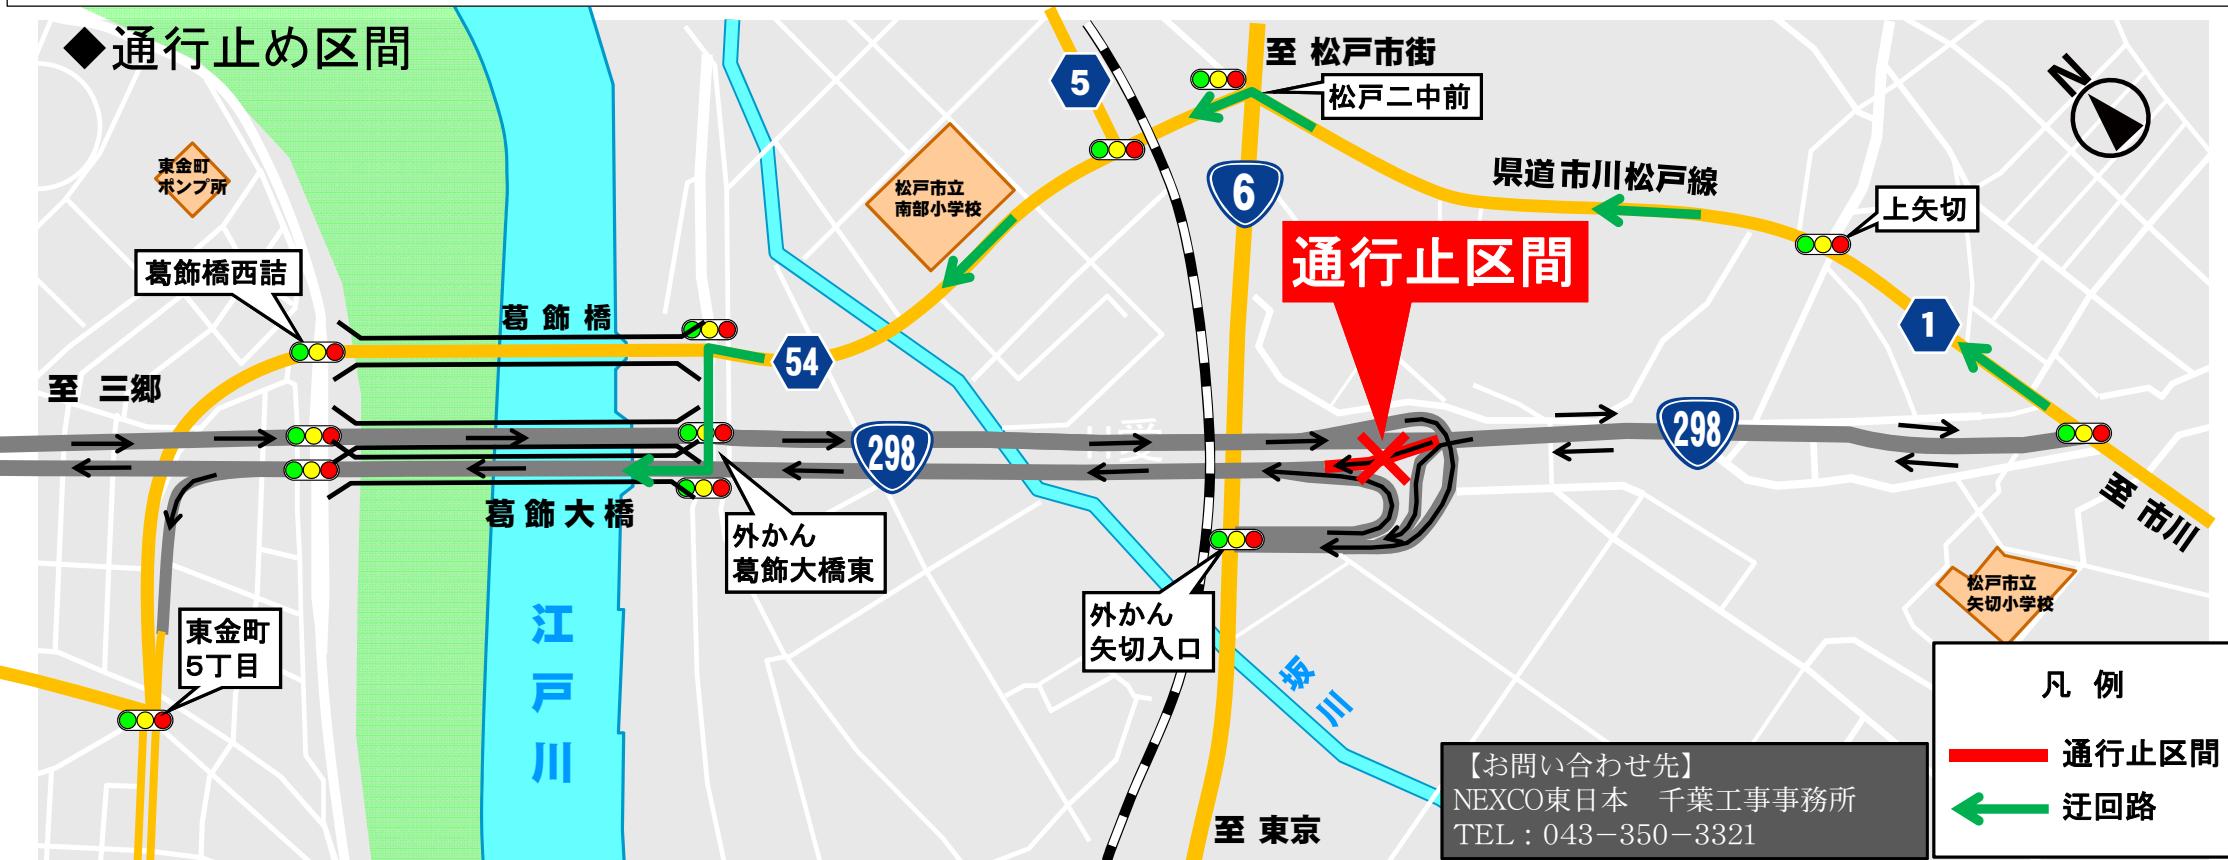 ◆通行止め区間
至 松戸市街
松戸二中前
N
5
東金町
ポンプ所
松戸市立
南部小学校
6
県道市川松戸線
上矢切
通行止区間
葛飾橋西詰
葛飾橋
54
1
至 三郷
298
298
葛飾大橋
外かん
葛飾大橋東
至 市川
外かん
矢切入口
松戸市立
矢切小学校
東金町
5丁目
江戸川
坂川
至 東京
【お問い合わせ先】
NEXCO東日本 千葉工事事務所
TEL：043−350−3321
凡 例
通行止区間
迂回路